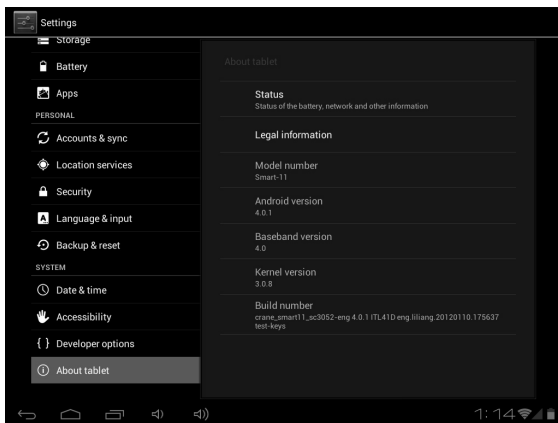 Settings
Storage
Battery
Apps
PERSONAL
Accounts & sync
Location services
Security
Language & input
Backup & reset
SYSTEM
Date & time
Accessibility
{ } Developer options
About tablet
About tablet
Status
Status of the battery, network and other information
Legal information
Model number
Smart-11
Android version
4.0.1
Baseband version
4.0
Kernel version
3.0.8
Build number
crane_smart11_sc3052-eng 4.0.1 ITL41D eng.liliang.20120110.175637
test-keys
1:14